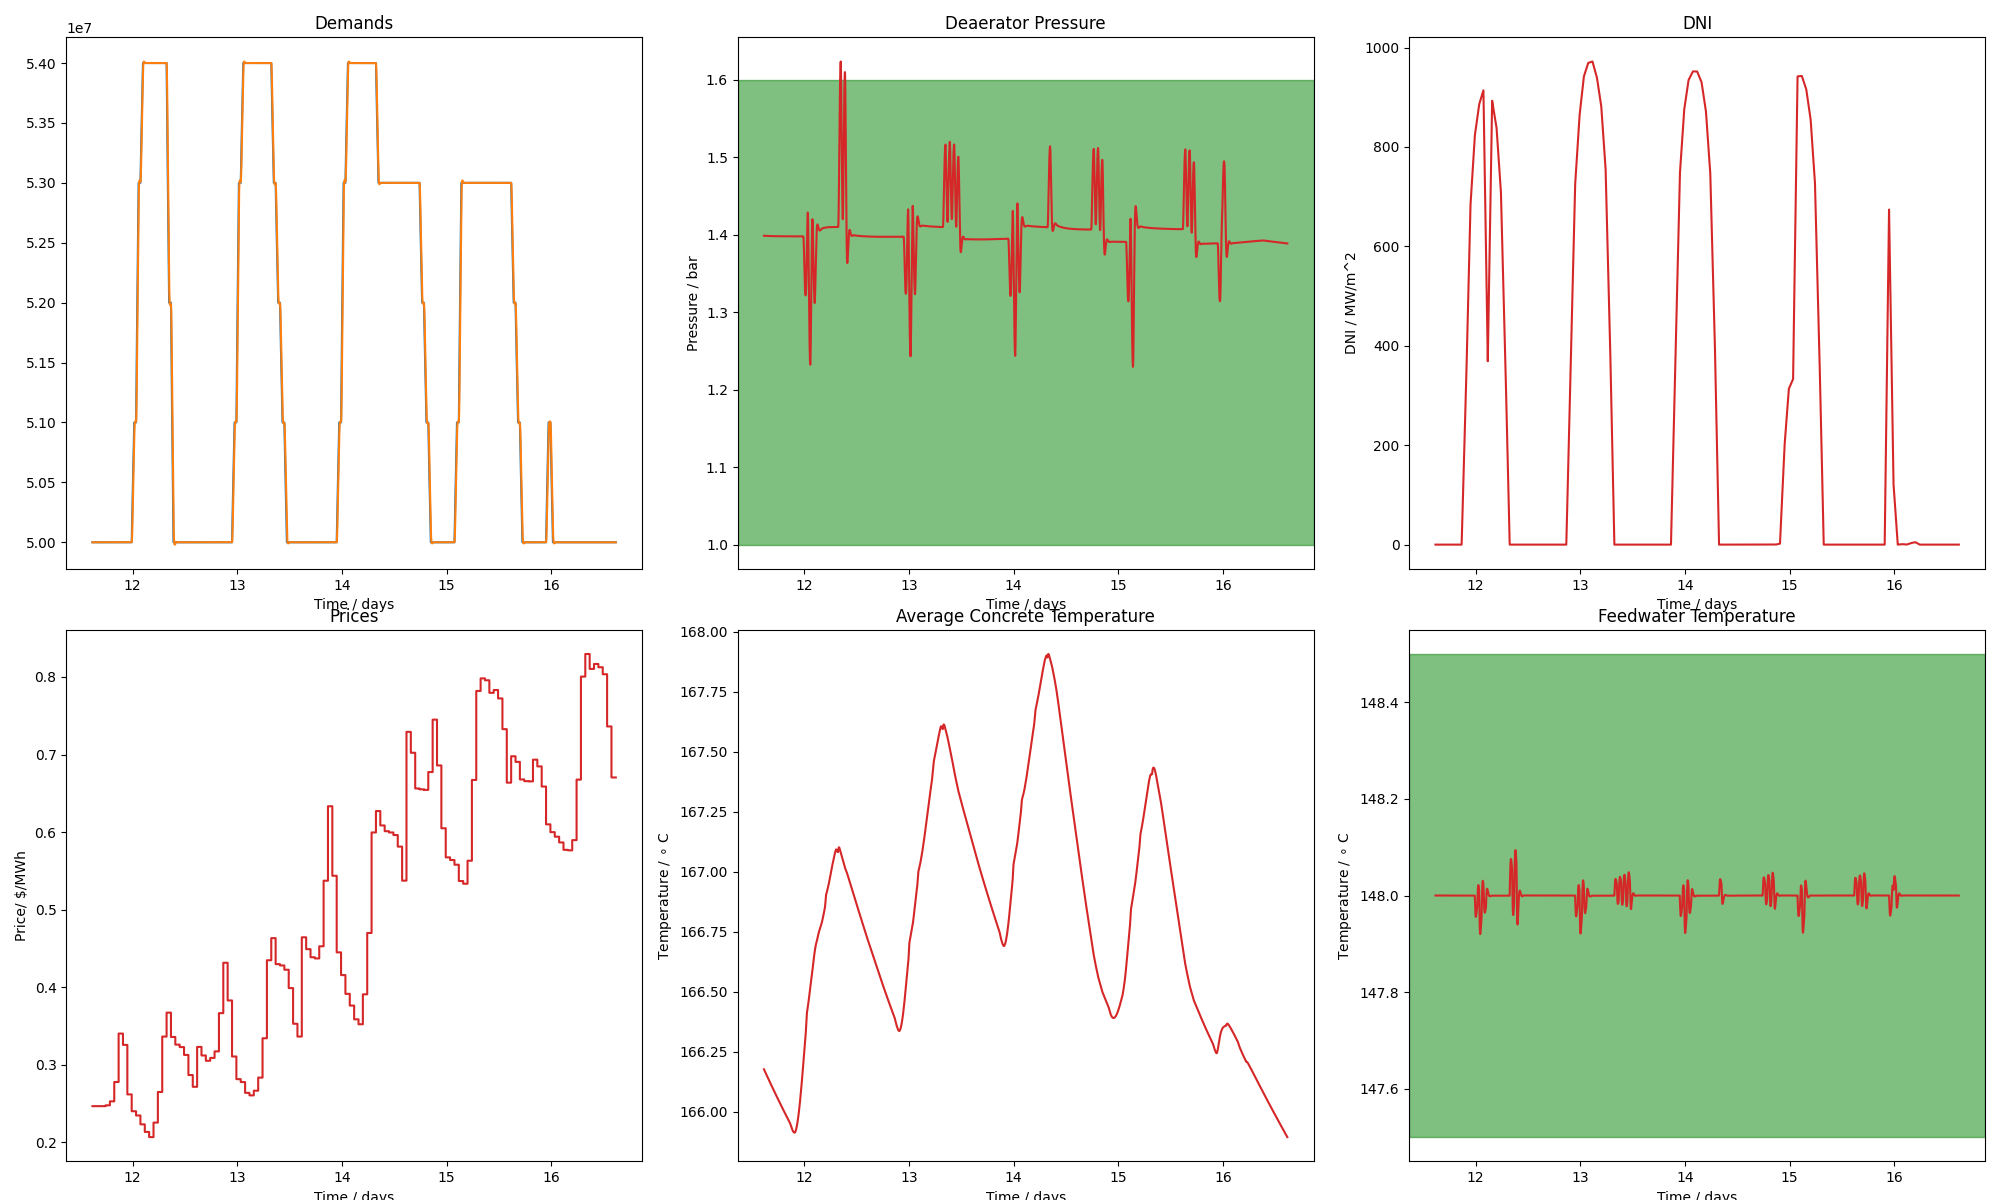 Demands
1e7
5.40
5.35
5.30
5.25
5.20
5.15
5.10
5.05
5.00
12 13 14 15 16
Time / days
Deaerator Pressure
Pressure / bar
1.6
1.5
1.4
1.3
1.2
1.1
1.0
12 13 14 15 16
Time / days
DNI
DNI / MW/m^2
1000
800
600
400
200
0
12 13 14 15 16
Time / days
Prices
Price/ $/MWh
0.8
0.7
0.6
0.5
0.4
0.3
0.2
12 13 14 15 16
Time / days
Average Concrete Temperature
Temperature / ∘ C
168.00
167.75
167.50
167.25
167.00
166.75
166.50
166.25
166.00
12 13 14 15 16
Time / days
Feedwater Temperature
Temperature / ∘ C
148.4
148.2
148.0
147.8
147.6
12 13 14 15 16
Time / days